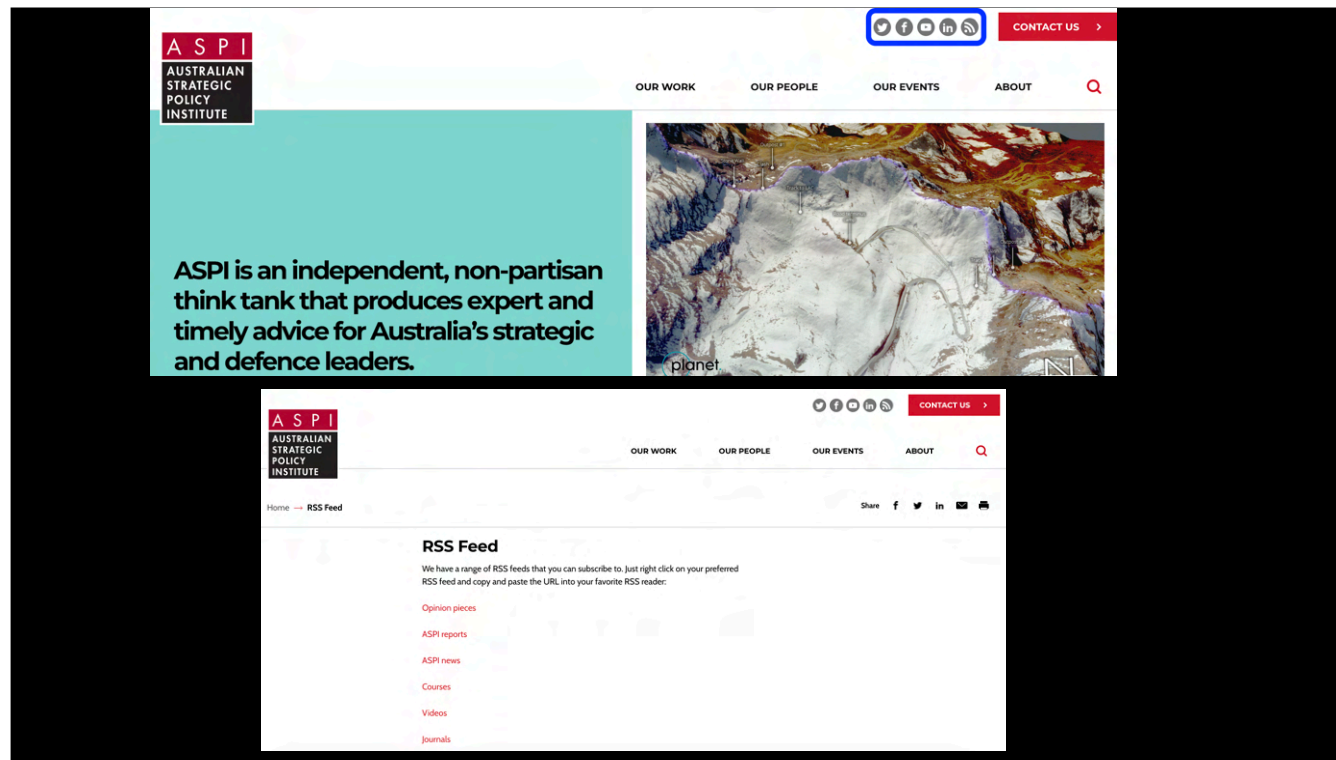 A S P I
AUSTRALIAN
STRATEGIC
POLICY
INSTITUTE
CONTACT US
OUR WORK
OUR PEOPLE
OUR EVENTS
ABOUT
ASPI is an independent, non-partisan
think tank that produces expert and
timely advice for Australia's strategic
and defence leaders.
planet
N
A S P I
AUSTRALIAN
STRATEGIC
POLICY
INSTITUTE
CONTACT US
OUR WORK
OUR PEOPLE
OUR EVENTS
ABOUT
Home → RSS Feed
Share
RSS Feed
We have a range of RSS feeds that you can subscribe to. Just right click on your preferred
RSS feed and copy and paste the URL into your favorite RSS reader:
Opinion pieces
ASPI reports
ASPI news
Courses
Videos
Journals